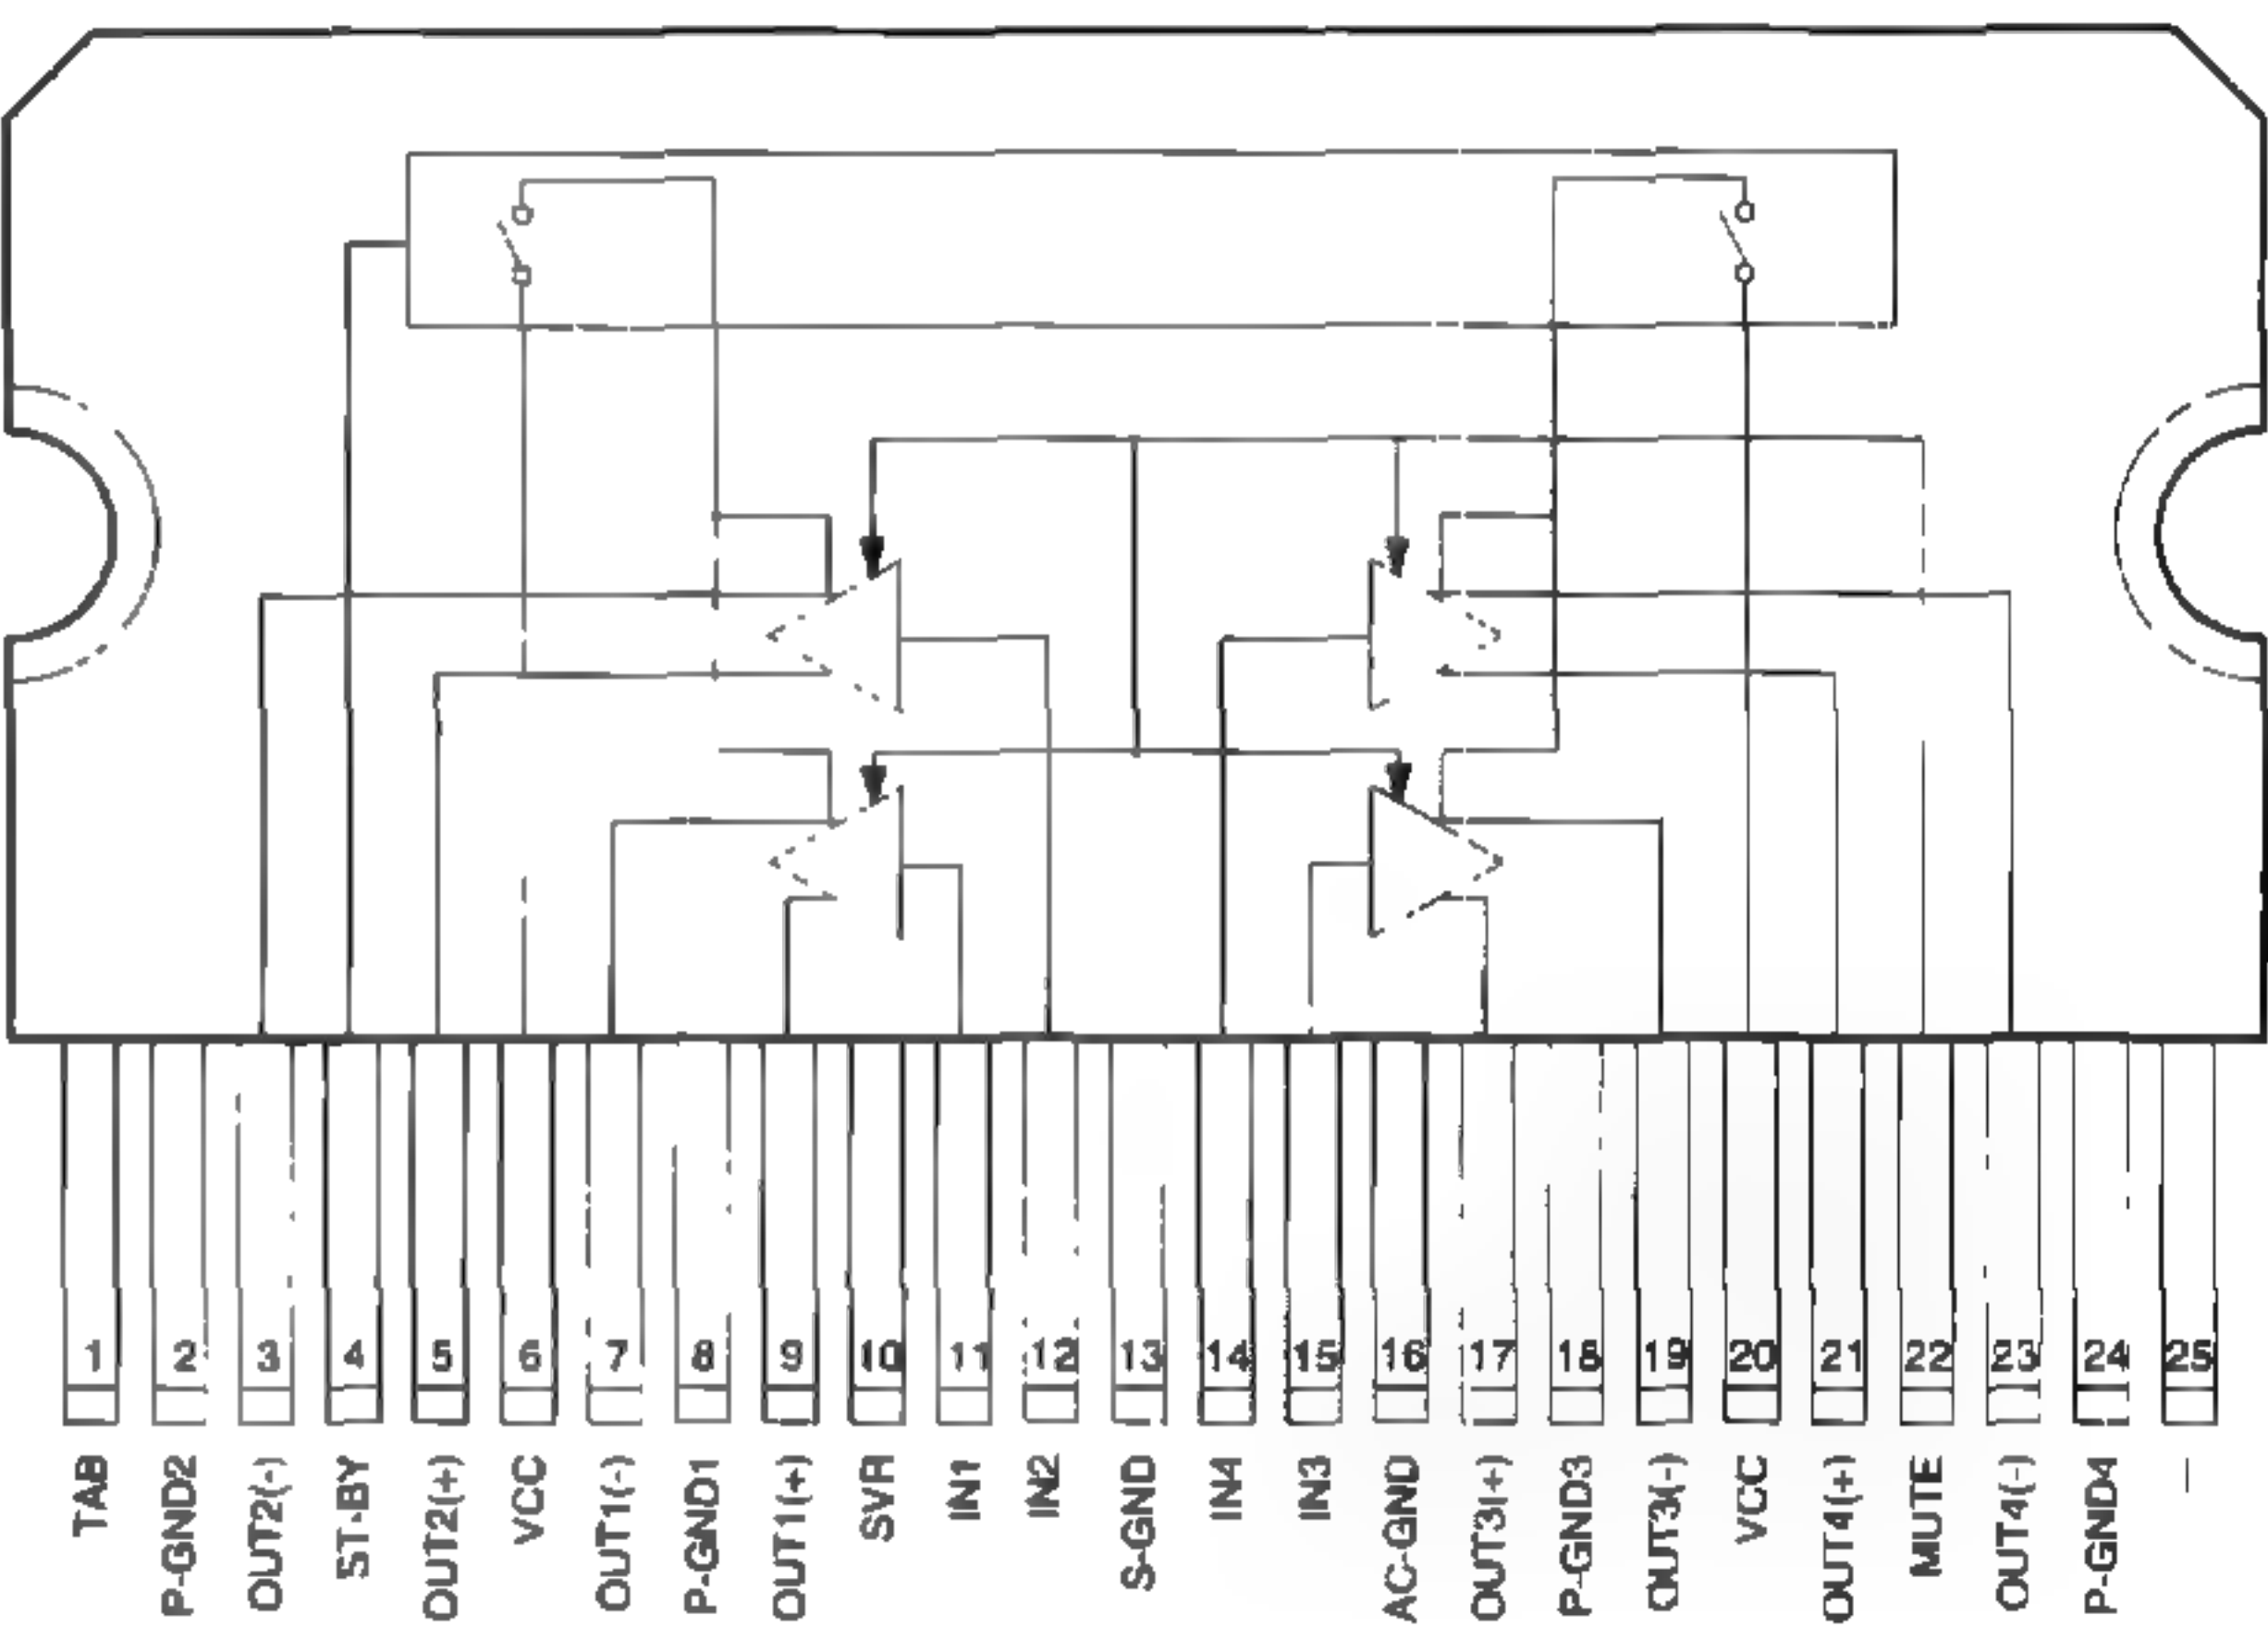 1 2 3 4 5 6 7 8 9 10 11 12 13 14 15 16 17 18 19 20 21 22 23 24 25
TAB
P-GND2
OUT2(-)
ST-BY
OUT2(+)
VCC
OUT1(-)
P-GND1
OUT1(+)
SVR
IN1
IN2
S-GND
IN4
IN3
AC-GND
OUT3(+)
P-GND3
OUT3(-)
VCC
OUT4(+)
MUTE
OUT4(-)
P-GND4
–